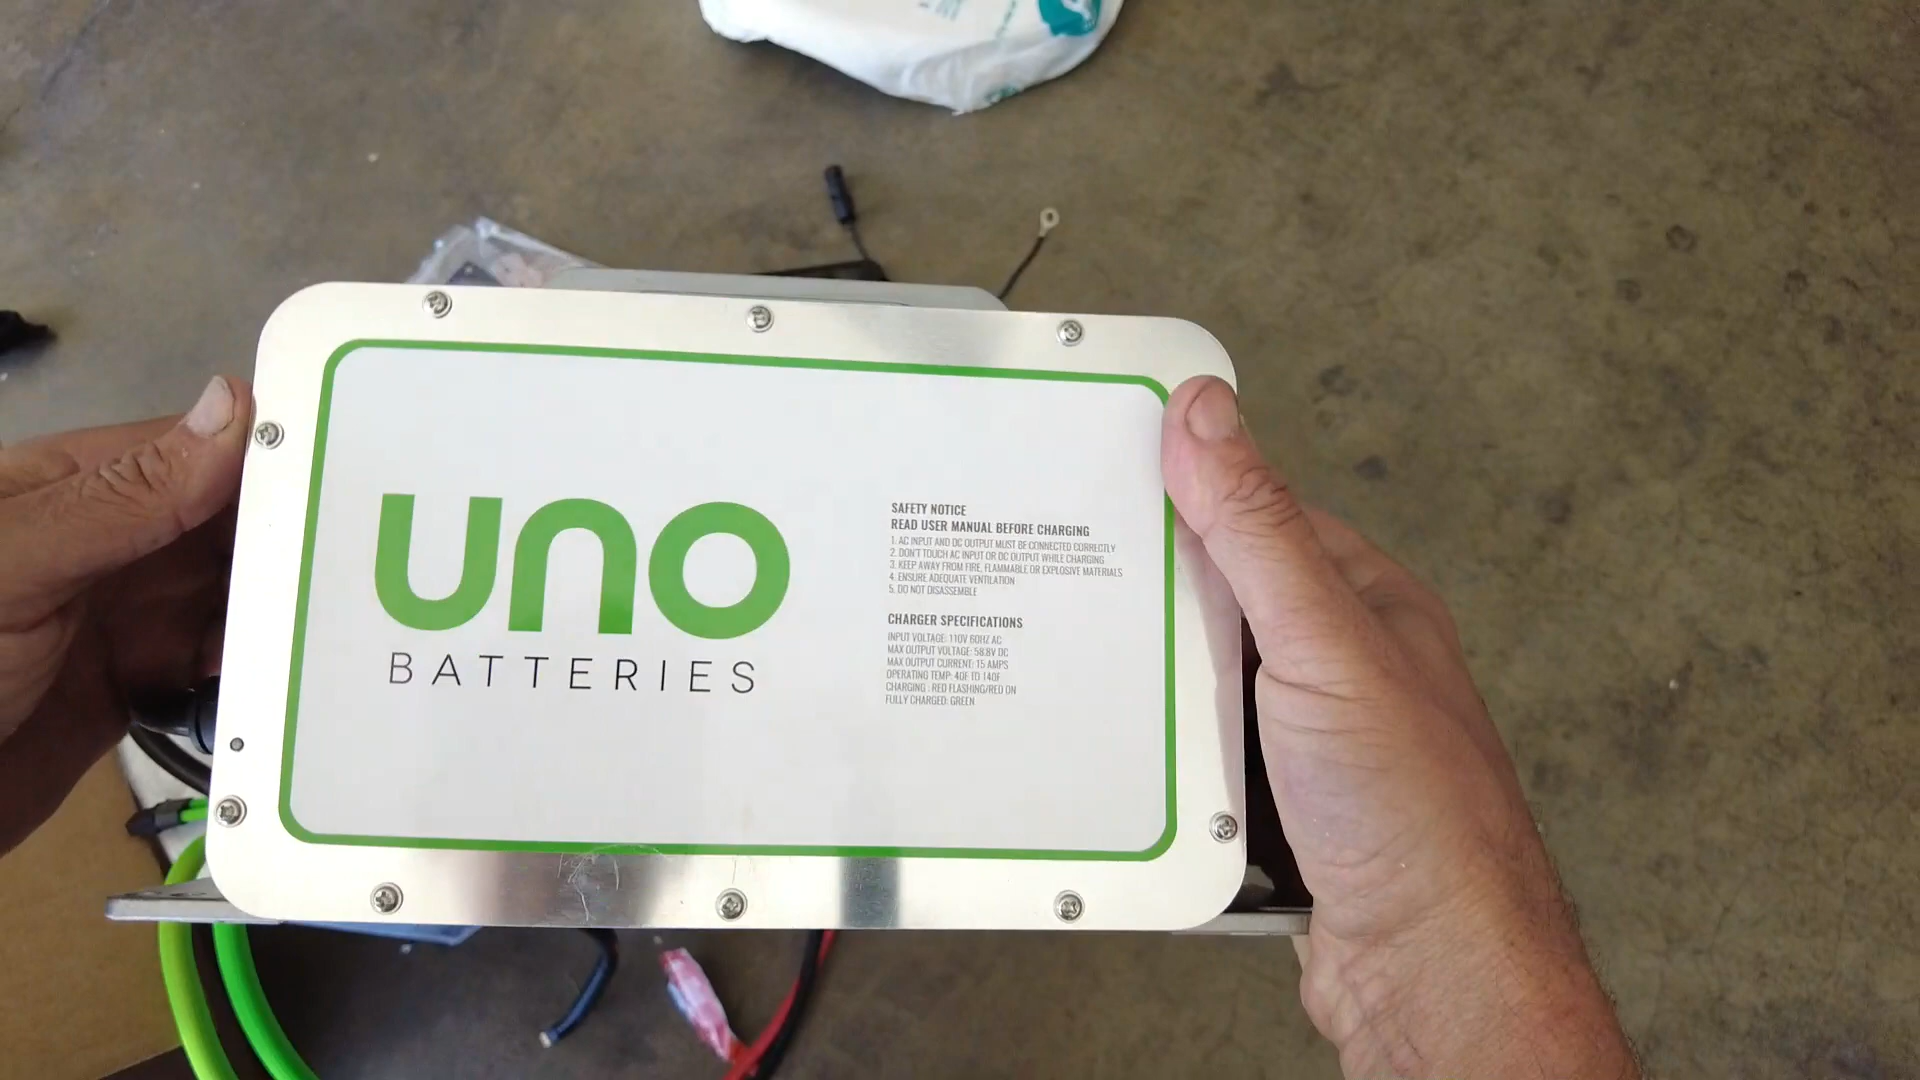 uno
BATTERIES
SAFETY NOTICE
READ USER MANUAL BEFORE CHARGING
1. AC INPUT AND DC OUTPUT MUST BE CONNECTED CORRECTLY
2. DON'T TOUCH AC INPUT OR DC OUTPUT WHILE CHARGING
3. KEEP AWAY FROM FIRE, FLAMMABLE OR EXPLOSIVE MATERIALS
4. ENSURE ADEQUATE VENTILATION
5. DO NOT DISASSEMBLE
CHARGER SPECIFICATIONS
INPUT VOLTAGE: 110V 60HZ AC
MAX OUTPUT VOLTAGE: 58.8V DC
MAX OUTPUT CURRENT: 15 AMPS
OPERATING TEMP: 40F TO 140F
CHARGING : RED FLASHING/RED ON
FULLY CHARGED: GREEN